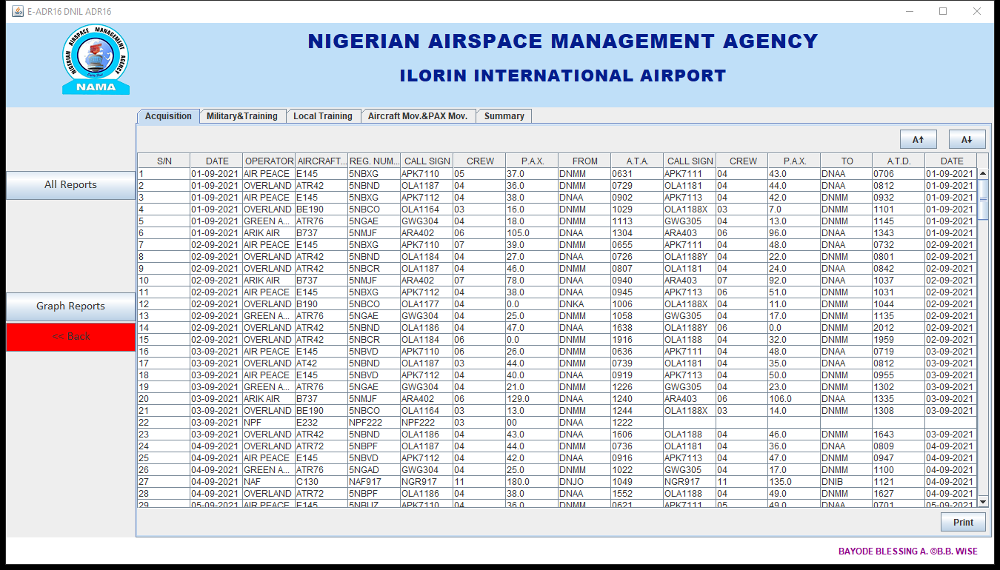 E-ADR16 DNIL ADR16
NIGERIAN AIRSPACE MANAGEMENT AGENCY
NAMA
NIGERIAN AIRSPACE MANAGEMENT AGENCY
ILORIN INTERNATIONAL AIRPORT
Acquisition Military&Training Local Training Aircraft Mov.&PAX Mov. Summary
A A
All Reports
Graph Reports
<< Back
S/N DATE OPERATOR AIRCRAFT... REG. NUM... CALL SIGN CREW P.A.X. FROM A.T.A. CALL SIGN CREW P.A.X. TO A.T.D. DATE
1 01-09-2021 AIR PEACE E145 5NBXG APK7110 05 37.0 DNMM 0631 APK7111 04 43.0 DNAA 0706 01-09-2021
2 01-09-2021 OVERLAND ATR42 5NBND OLA1187 04 36.0 DNMM 0729 OLA1181 04 44.0 DNAA 0812 01-09-2021
3 01-09-2021 AIR PEACE E145 5NBXG APK7112 04 38.0 DNAA 0902 APK7113 04 42.0 DNMM 0932 01-09-2021
4 01-09-2021 OVERLAND BE190 5NBCO OLA1164 03 16.0 DNMM 1029 OLA1188X 03 7.0 DNMM 1101 01-09-2021
5 01-09-2021 GREEN A... ATR76 5NGAE GWG304 04 18.0 DNMM 1113 GWG305 04 13.0 DNMM 1145 01-09-2021
6 01-09-2021 ARIK AIR B737 5NMJF ARA402 06 105.0 DNAA 1304 ARA403 06 96.0 DNAA 1343 01-09-2021
7 02-09-2021 AIR PEACE E145 5NBXG APK7110 07 39.0 DNMM 0655 APK7111 04 48.0 DNAA 0732 02-09-2021
8 02-09-2021 OVERLAND ATR42 5NBND OLA1184 04 27.0 DNAA 0726 OLA1188Y 04 22.0 DNMM 0801 02-09-2021
9 02-09-2021 OVERLAND ATR42 5NBCR OLA1187 04 46.0 DNMM 0807 OLA1181 04 24.0 DNAA 0842 02-09-2021
10 02-09-2021 ARIK AIR B737 5NMJF ARA402 07 78.0 DNAA 0940 ARA403 07 92.0 DNAA 1037 02-09-2021
11 02-09-2021 AIR PEACE E145 5NBXG APK7112 04 38.0 DNAA 0945 APK7113 06 51.0 DNMM 1031 02-09-2021
12 02-09-2021 OVERLAND B190 5NBCO OLA1177 04 0.0 DNKA 1006 OLA1188X 04 11.0 DNMM 1044 02-09-2021
13 02-09-2021 GREEN A... ATR76 5NGAE GWG304 04 25.0 DNMM 1058 GWG305 04 17.0 DNMM 1135 02-09-2021
14 02-09-2021 OVERLAND ATR42 5NBND OLA1186 04 47.0 DNAA 1638 OLA1188Y 06 0.0 DNMM 2012 02-09-2021
15 02-09-2021 OVERLAND ATR42 5NBCR OLA1184 06 0.0 DNMM 1916 OLA1188 04 32.0 DNMM 1959 02-09-2021
16 03-09-2021 AIR PEACE E145 5NBVD APK7110 06 26.0 DNMM 0636 APK7111 04 48.0 DNAA 0719 03-09-2021
17 03-09-2021 OVERLAND AT42 5NBND OLA1187 03 44.0 DNMM 0739 OLA1181 04 35.0 DNAA 0812 03-09-2021
18 03-09-2021 AIR PEACE E145 5NBVD APK7112 04 40.0 DNAA 0919 APK7113 04 50.0 DNMM 0955 03-09-2021
19 03-09-2021 GREEN A... ATR76 5NGAE GWG304 04 21.0 DNMM 1226 GWG305 04 23.0 DNMM 1302 03-09-2021
20 03-09-2021 ARIK AIR B737 5NMJF ARA402 06 129.0 DNAA 1240 ARA403 06 106.0 DNAA 1335 03-09-2021
21 03-09-2021 OVERLAND BE190 5NBCO OLA1164 03 13.0 DNMM 1244 OLA1188X 03 14.0 DNMM 1308 03-09-2021
22 03-09-2021 NPF E232 NPF222 NPF222 03 00 DNAA 1222
23 03-09-2021 OVERLAND ATR42 5NBND OLA1186 04 43.0 DNAA 1606 OLA1188 04 46.0 DNMM 1643 03-09-2021
24 04-09-2021 OVERLAND ATR72 5NBPF OLA1187 04 44.0 DNMM 0736 OLA1181 04 36.0 DNAA 0809 04-09-2021
25 04-09-2021 AIR PEACE E145 5NBVD APK7112 04 42.0 DNAA 0916 APK7113 04 47.0 DNMM 0947 04-09-2021
26 04-09-2021 GREEN A... ATR76 5NGAD GWG304 04 25.0 DNMM 1022 GWG305 04 17.0 DNMM 1100 04-09-2021
27 04-09-2021 NAF C130 NAF917 NGR917 11 180.0 DNJO 1049 NGR917 11 135.0 DNIB 1121 04-09-2021
28 04-09-2021 OVERLAND ATR72 5NBPF OLA1186 04 38.0 DNAA 1552 OLA1188 04 49.0 DNMM 1627 04-09-2021
29 05-09-2021 AIR PEACE E145 5NBUZ APK7110 04 36.0 DNMM 0621 APK7111 05 49.0 DNAA 0701 05-09-2021
Print
BAYODE BLESSING A. ©B.B. WiSE